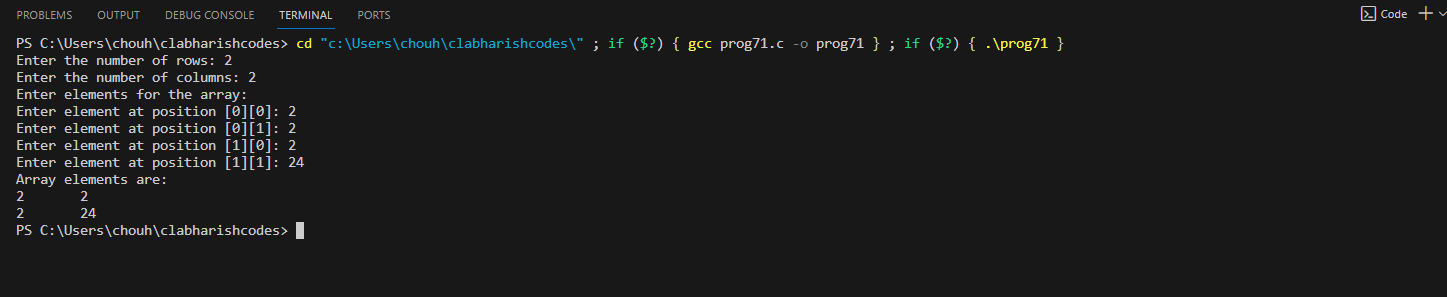 PROBLEMS OUTPUT DEBUG CONSOLE TERMINAL PORTS Code
PS C:\Users\chouh\clabharishcodes> cd "c:\Users\chouh\clabharishcodes\" ; if ($?) { gcc prog71.c -o prog71 } ; if ($?) { .\prog71 }
Enter the number of rows: 2
Enter the number of columns: 2
Enter elements for the array:
Enter element at position [0][0]: 2
Enter element at position [0][1]: 2
Enter element at position [1][0]: 2
Enter element at position [1][1]: 24
Array elements are:
2       2
2       24
PS C:\Users\chouh\clabharishcodes>